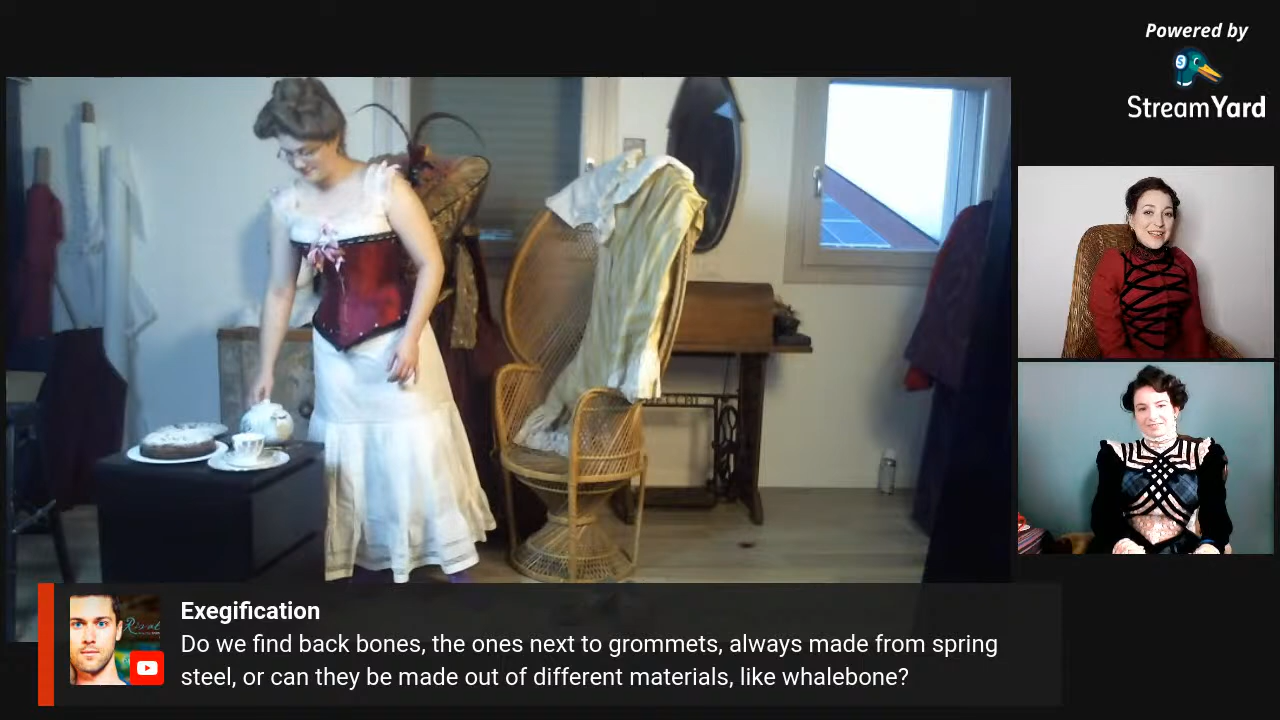 Powered by
StreamYard
Exegification
Do we find back bones, the ones next to grommets, always made from spring
steel, or can they be made out of different materials, like whalebone?